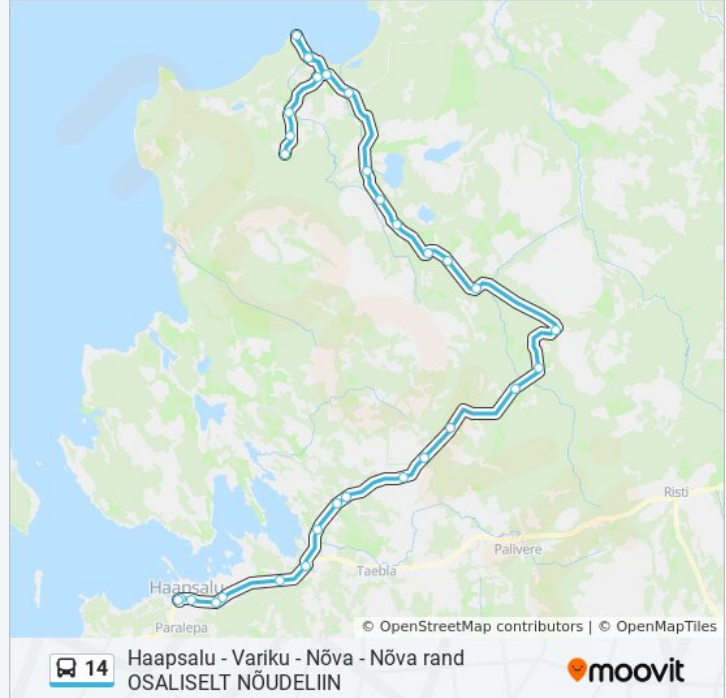 Risti
Palivere
Taebla
Haapsalu
Paralepa
© OpenStreetMap contributors | © OpenMapTiles
14
Haapsalu - Variku - Nõva - Nõva rand
OSALISELT NÕUDELIIN
moovit